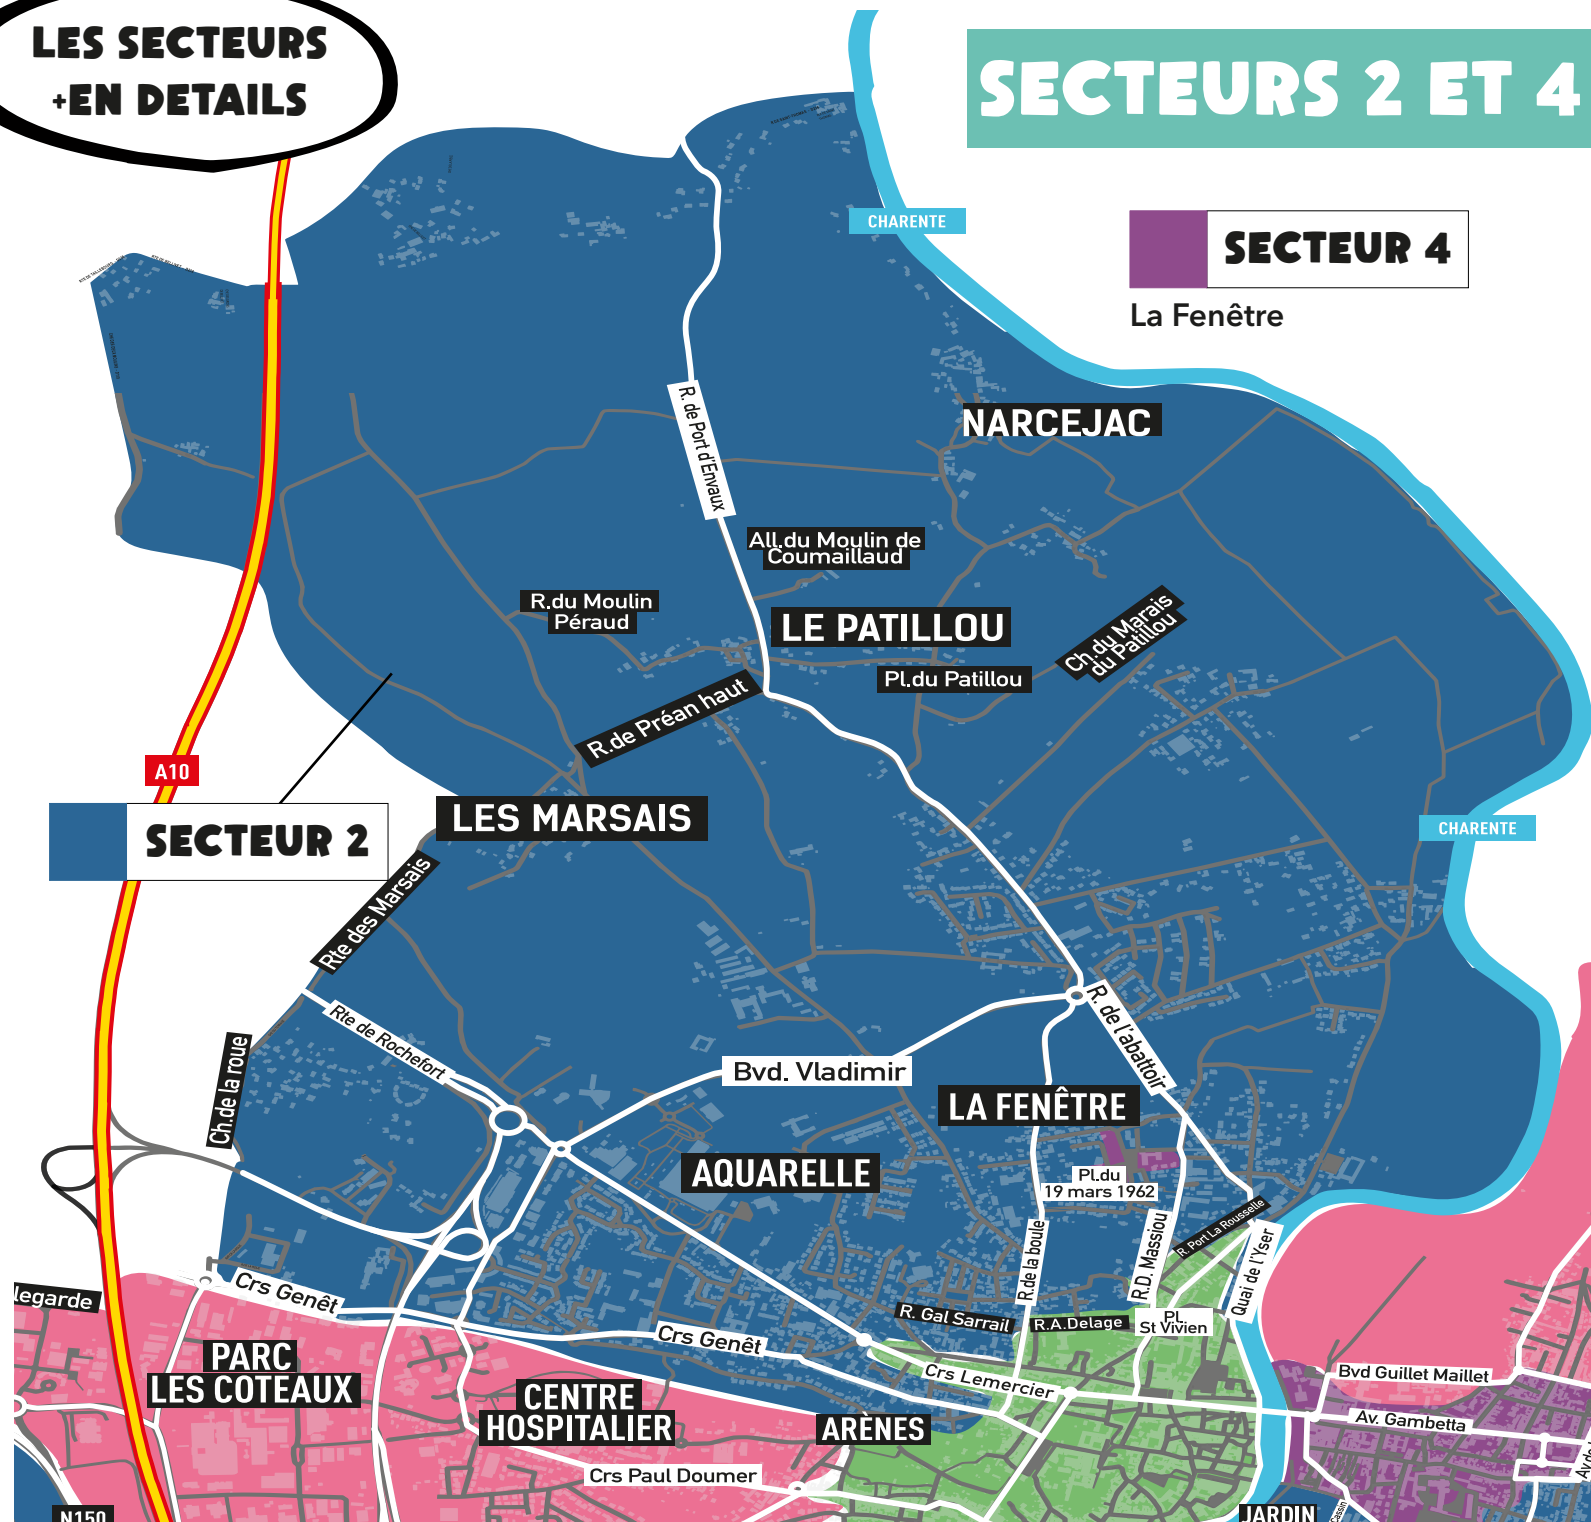 LES SECTEURS
+EN DETAILS
SECTEURS 2 ET 4
CHARENTE
SECTEUR 4
La Fenêtre
R. de Port d'Envaux
NARCEJAC
All.du Moulin de
Coumaillaud
R.du Moulin
Péraud
LE PATILLOU
Ch.du Marais
du Patillou
Pl.du Patillou
R.de Préan haut
A10
SECTEUR 2
LES MARSAIS
CHARENTE
Rte des Marsais
Rte de Rochefort
R. de l'abattoir
Ch.de la roue
Bvd. Vladimir
LA FENÊTRE
AQUARELLE
Pl.du
19 mars 1962
R. Port La Rousselle
R.de la boule
R.D. Massiou
Quai de l'Yser
legarde
Crs Genêt
R. Gal Sarrail
R.A.Delage
Pl.
St Vivien
Crs Genêt
PARC
LES COTEAUX
Crs Lemercier
Bvd Guillet Maillet
CENTRE
HOSPITALIER
ARÈNES
Av. Gambetta
Crs Paul Doumer
Av.de
N150
JARDIN
Cassin